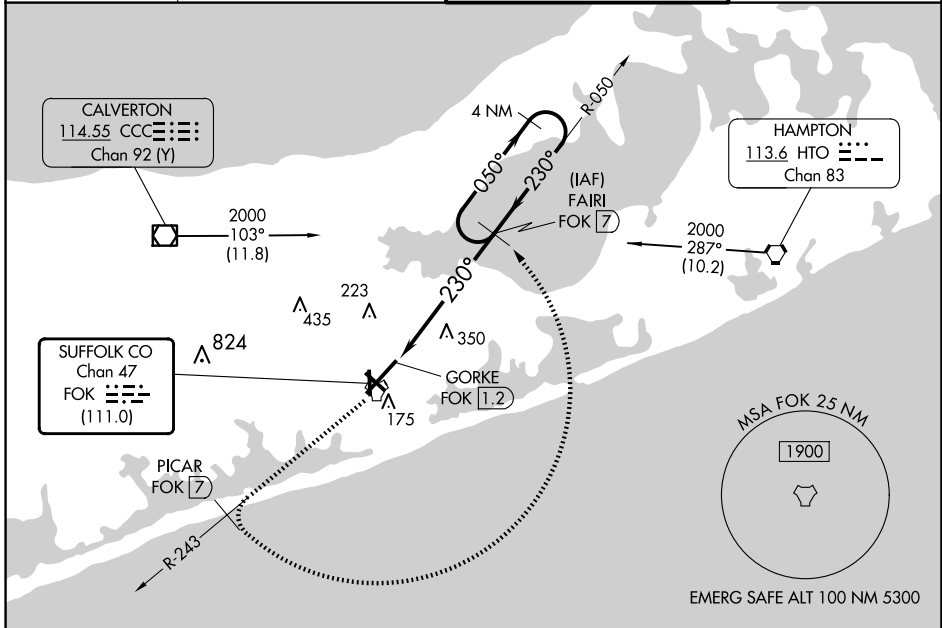 CALVERTON
114.55 CCC
Chan 92 (Y)
4 NM
R-050
HAMPTON
113.6 HTO
Chan 83
050°
230°
(IAF)
FAIRI
FOK 7
2000
103°
(11.8)
2000
287°
(10.2)
230°
223
435
350
824
SUFFOLK CO
Chan 47
FOK
(111.0)
GORKE
FOK 1.2
175
MSA FOK 25 NM
1900
PICAR
FOK 7
R-243
EMERG SAFE ALT 100 NM 5300